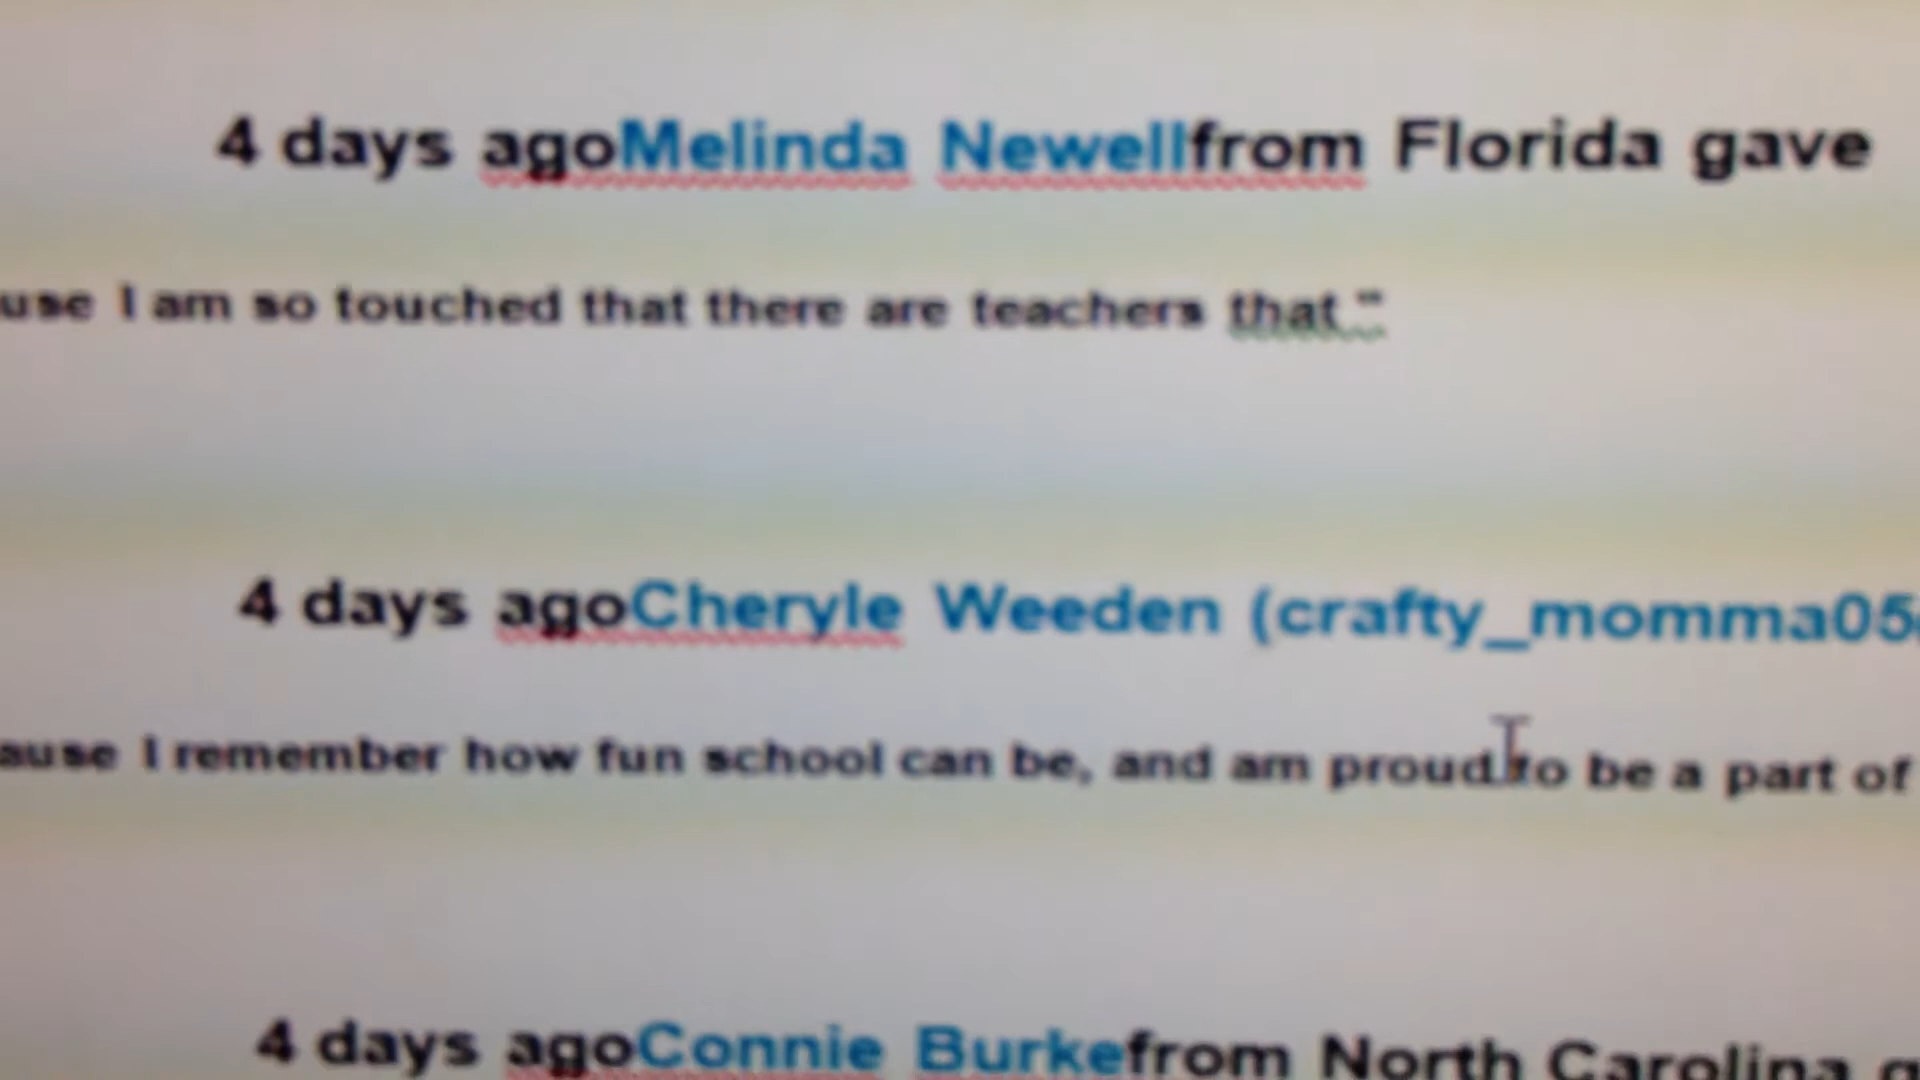 4 days agoMelinda Newellfrom Florida gave
use I am so touched that there are teachers that "
4 days agoCheryle Weeden (crafty_momma05
ause I remember how fun school can be, and am proud to be a part of
4 days agoConnie Burkefrom North Carolina g